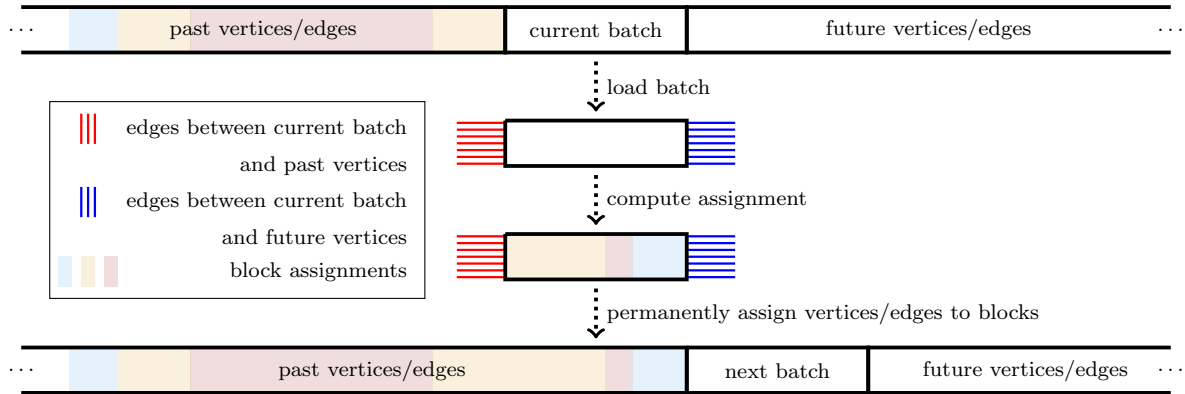 ··· past vertices/edges current batch future vertices/edges ···
load batch
edges between current batch
and past vertices
edges between current batch
and future vertices
block assignments
compute assignment
permanently assign vertices/edges to blocks
··· past vertices/edges next batch future vertices/edges ···